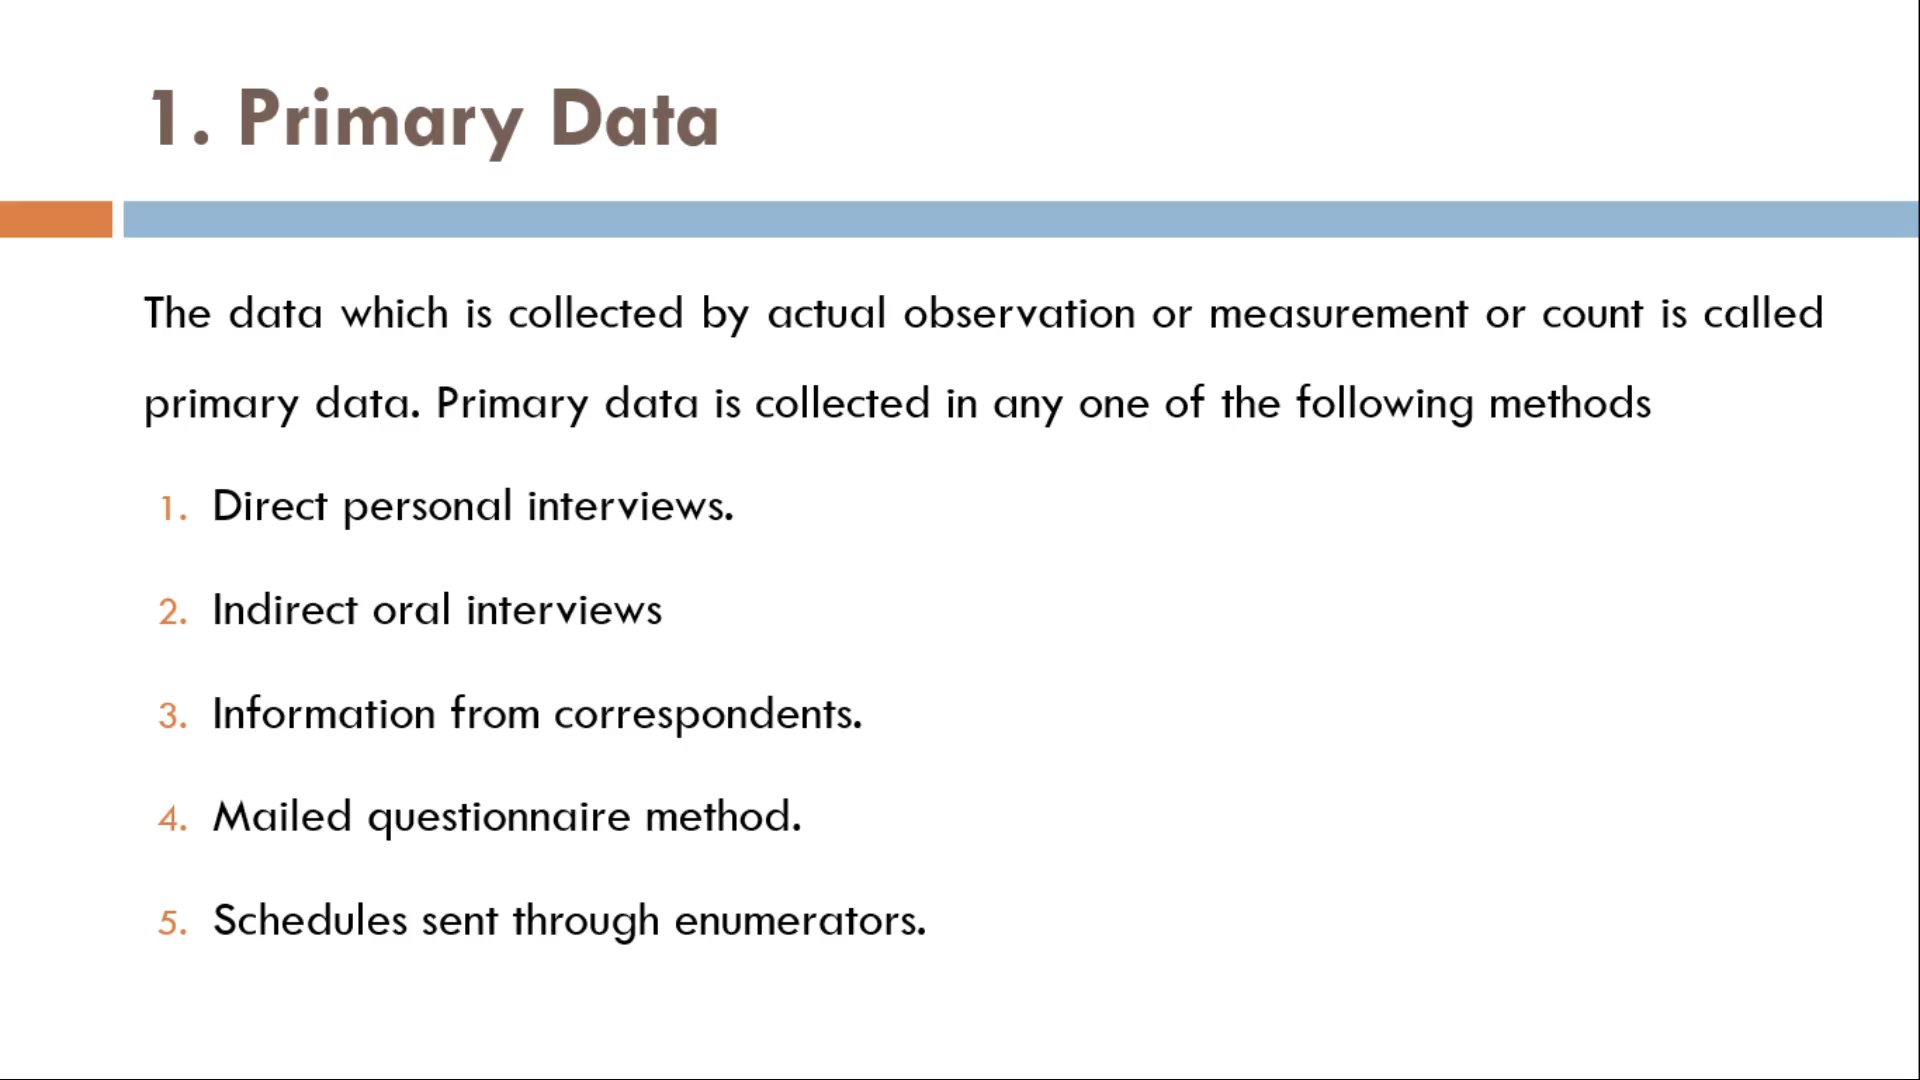 1. Primary Data
The data which is collected by actual observation or measurement or count is called
primary data. Primary data is collected in any one of the following methods
1. Direct personal interviews.
2. Indirect oral interviews
3. Information from correspondents.
4. Mailed questionnaire method.
5. Schedules sent through enumerators.